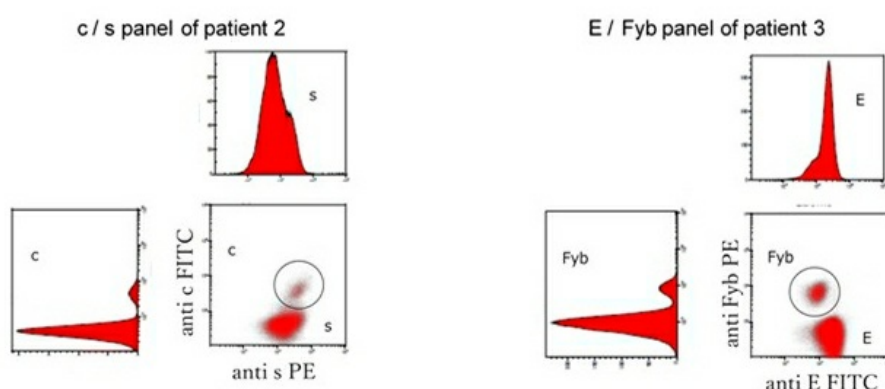 c / s panel of patient 2
s
c
c
s
anti c FITC
anti s PE
E / Fyb panel of patient 3
E
Fyb
Fyb
E
anti Fyb PE
anti E FITC